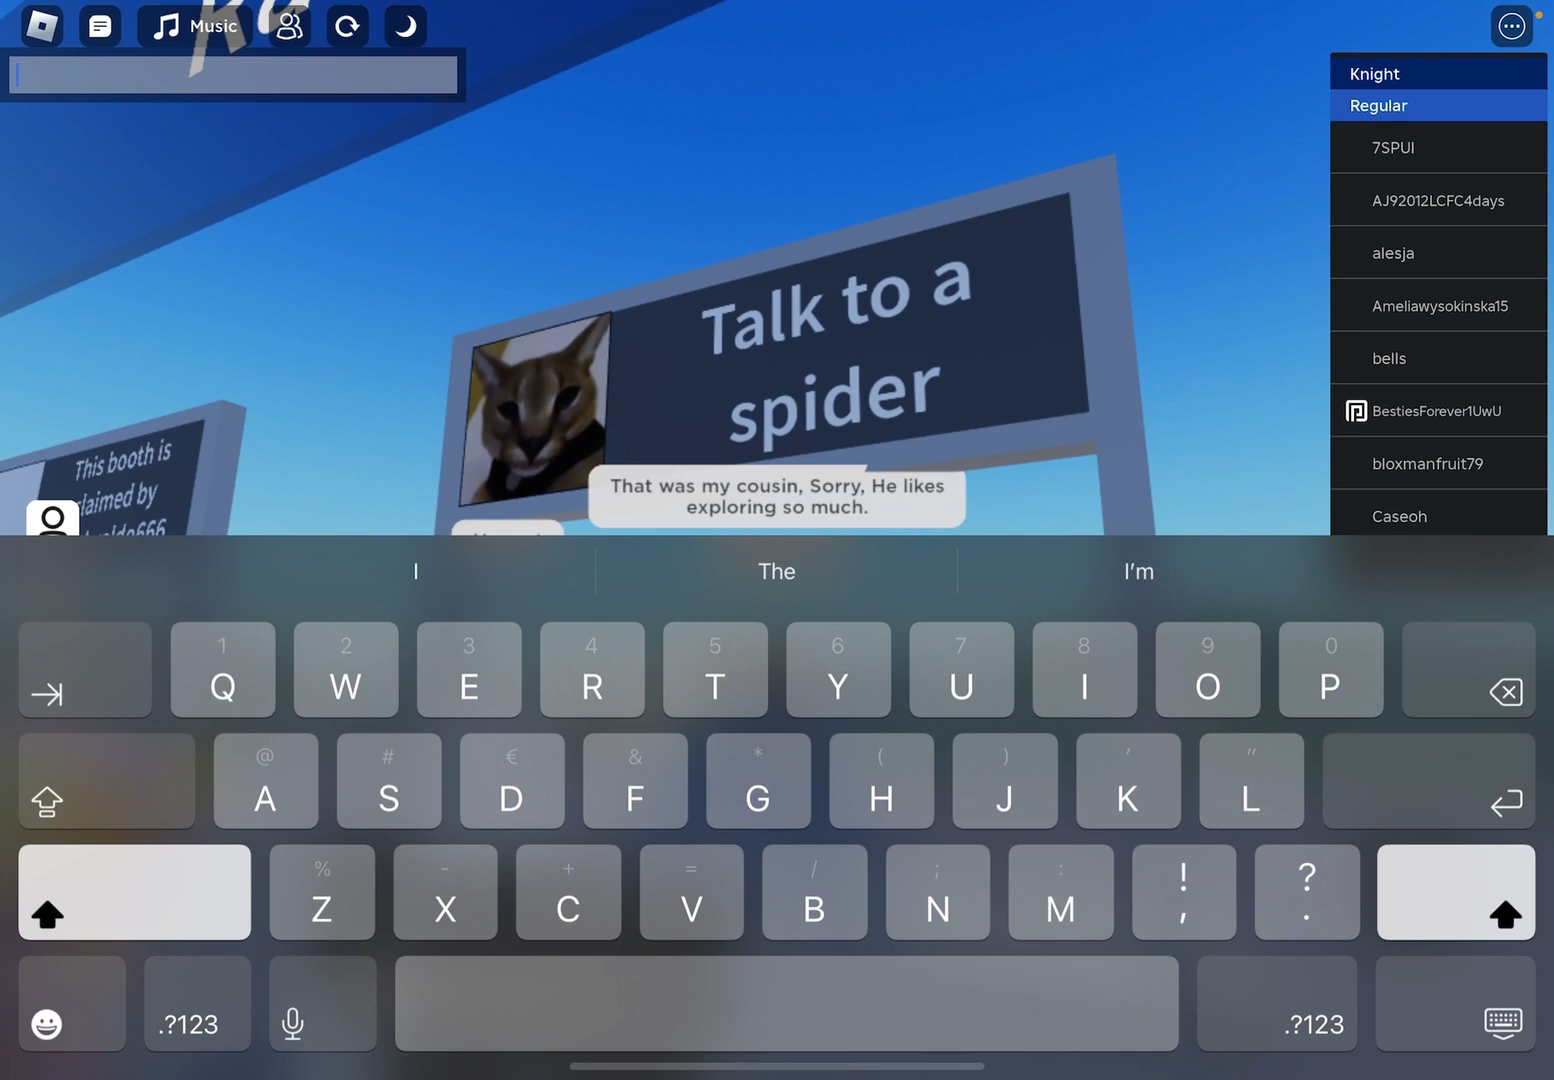 Music
Knight
Regular
7SPUI
AJ92012LCFC4days
alesja
Ameliawysokinska15
bells
BestiesForever1UwU
bloxmanfruit79
Caseoh
Talk to a
spider
This booth is
claimed by
That was my cousin, Sorry, He likes
exploring so much.
I The I'm
1 2 3 4 5 6 7 8 9 0
Q W E R T Y U I O P
@ # € & * ( ) ' "
A S D F G H J K L
% - + = / ; : ! ?
Z X C V B N M , .
.?123 .?123